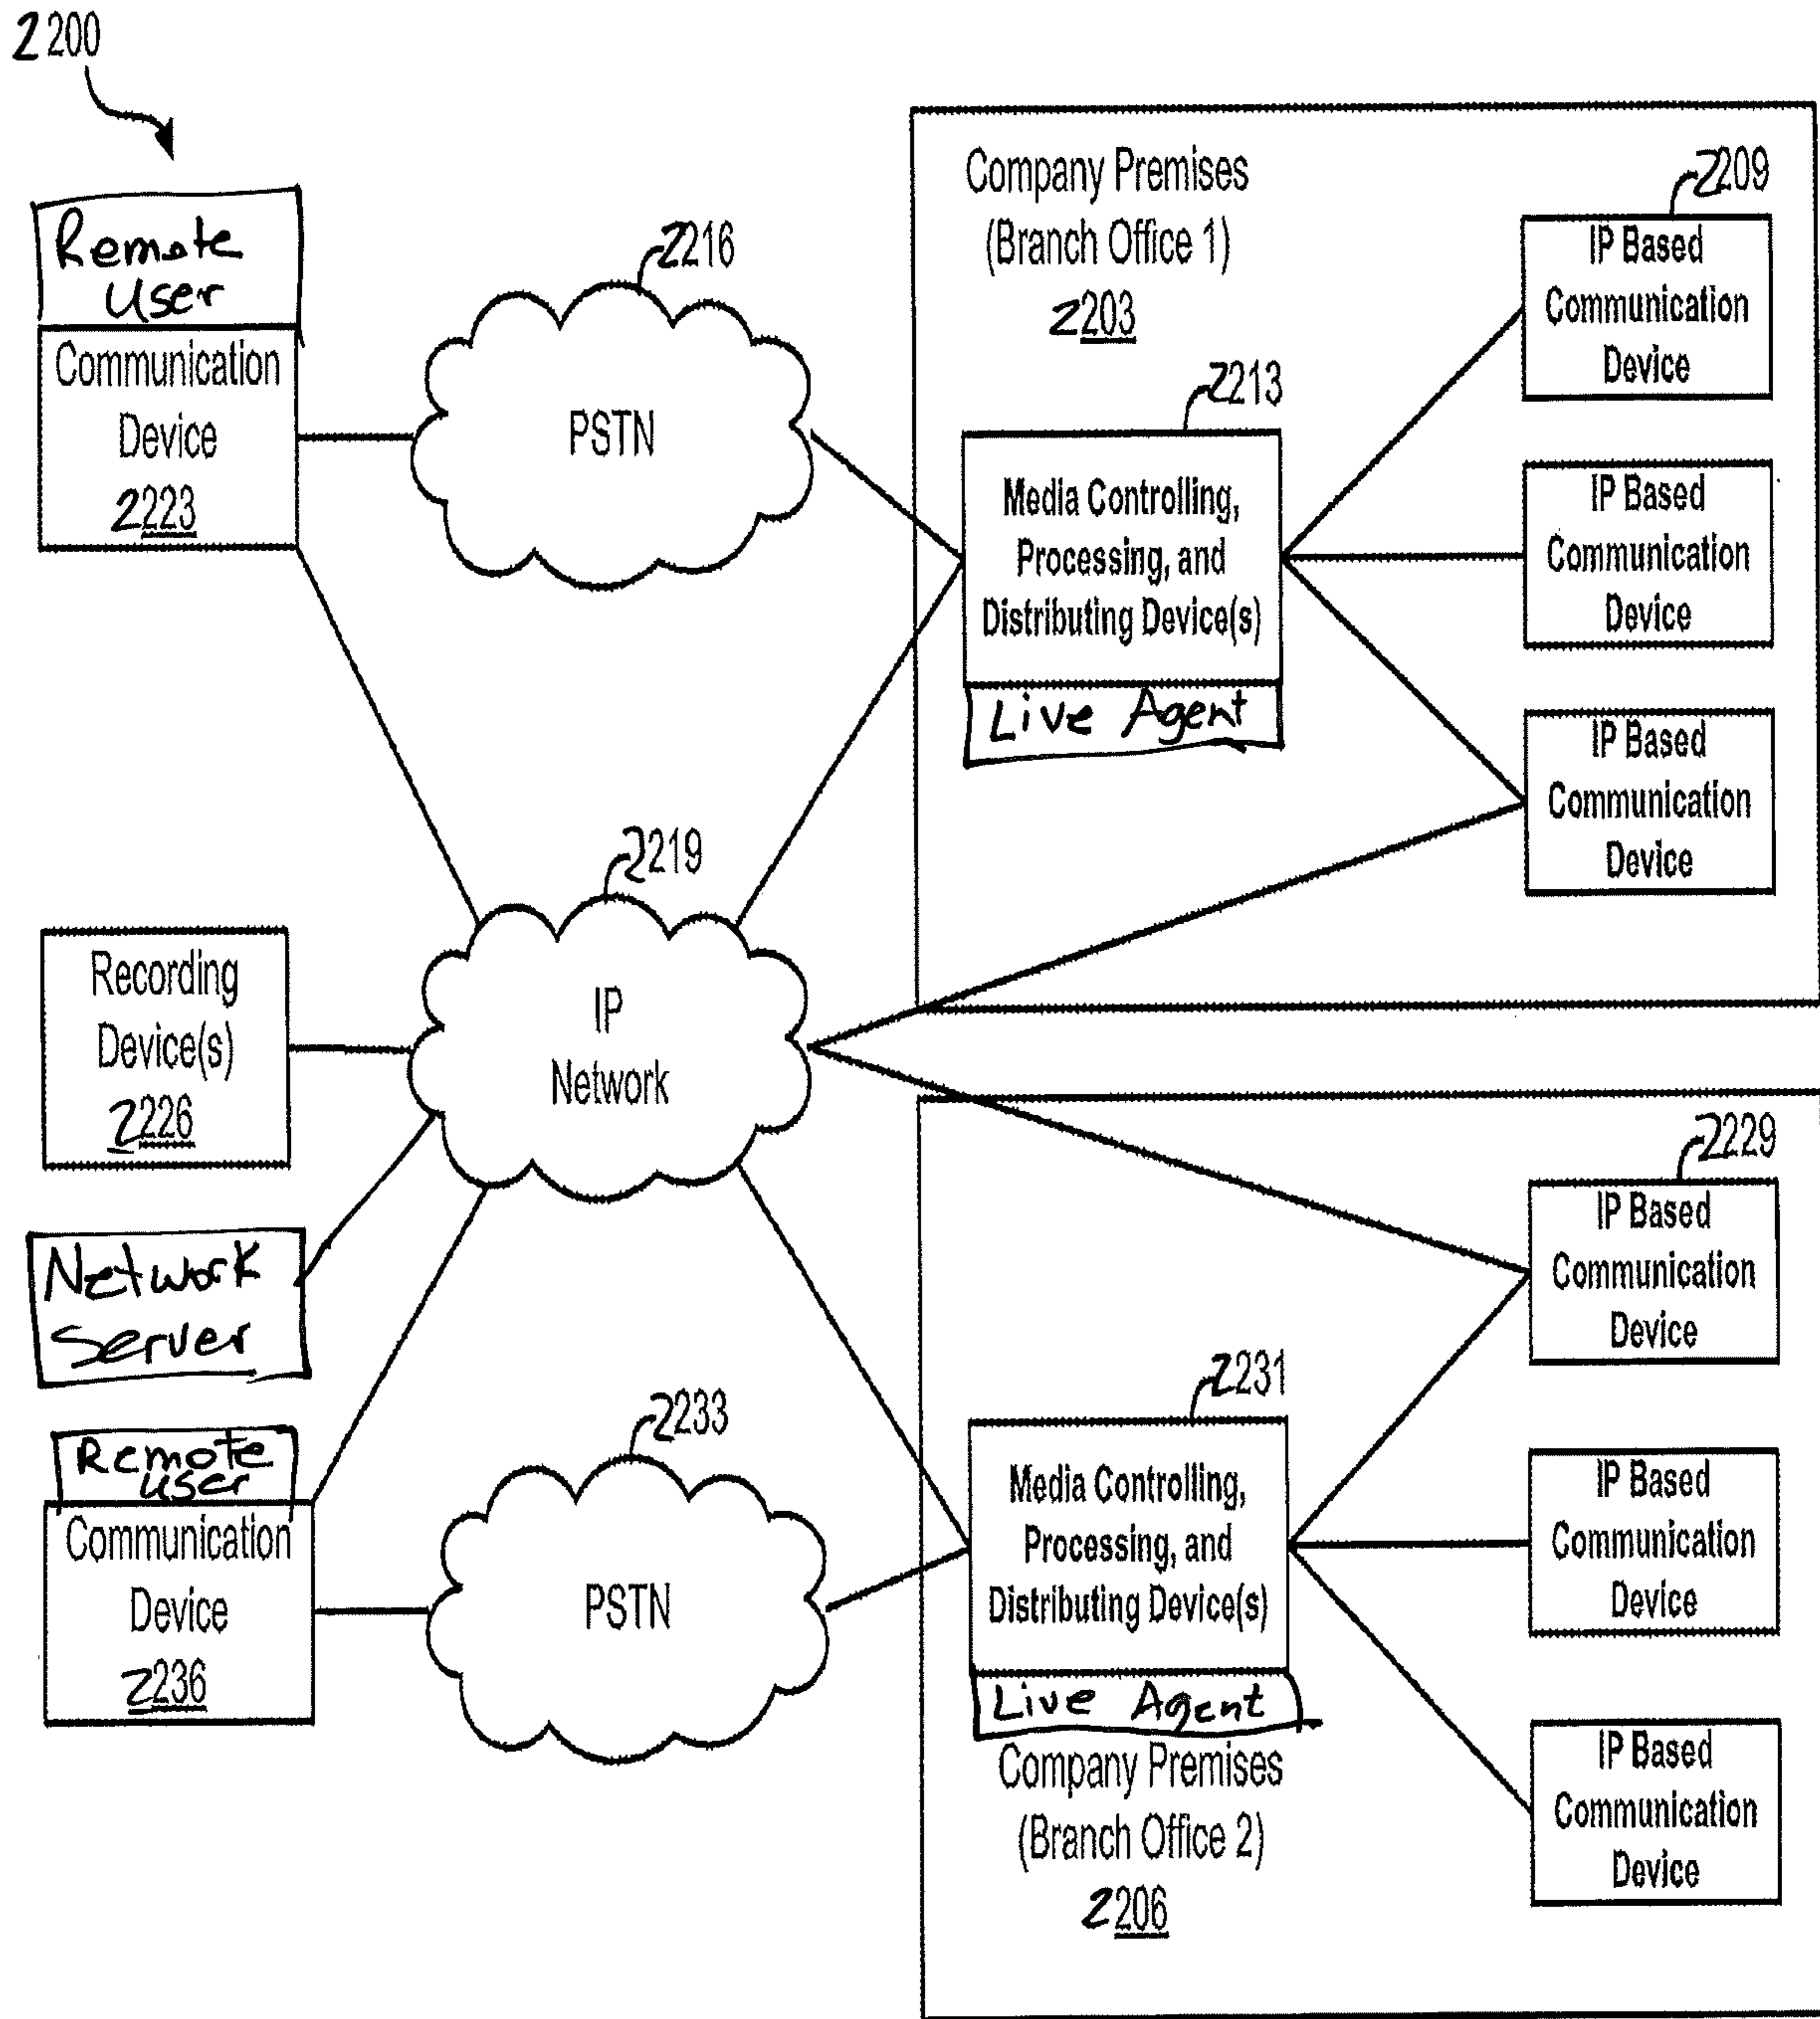 2200
Remote
User
Communication
Device
2223
2216
PSTN
Company Premises
(Branch Office 1)
2203
2209
IP Based
Communication
Device
2213
Media Controlling,
Processing, and
Distributing Device(s)
Live Agent
IP Based
Communication
Device
IP Based
Communication
Device
2219
IP
Network
Recording
Device(s)
2226
Network
Server
Remote
User
Communication
Device
2236
2233
PSTN
2229
IP Based
Communication
Device
2231
Media Controlling,
Processing, and
Distributing Device(s)
Live Agent
Company Premises
(Branch Office 2)
2206
IP Based
Communication
Device
IP Based
Communication
Device